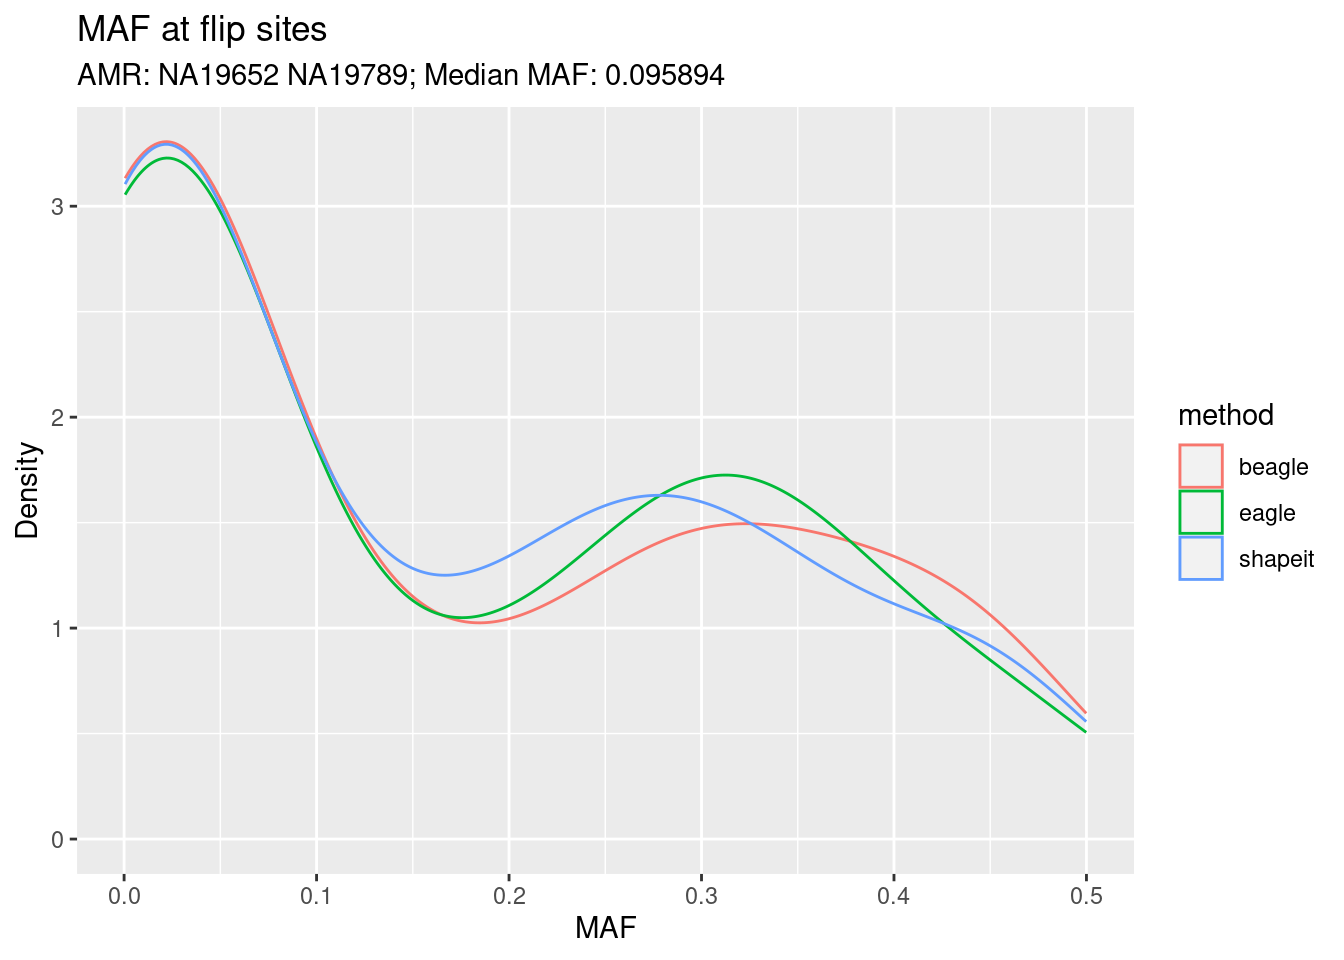 MAF at flip sites
AMR: NA19652 NA19789; Median MAF: 0.095894
Density
3
2
1
0
0.0 0.1 0.2 0.3 0.4 0.5
MAF
method
beagle
eagle
shapeit